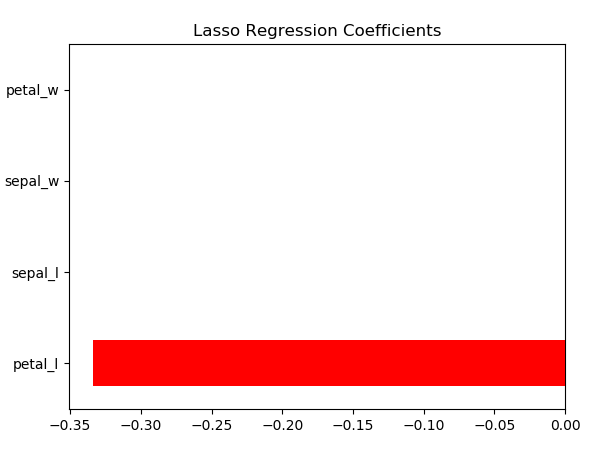 Lasso Regression Coefficients
petal_w
sepal_w
sepal_l
petal_l
−0.35 −0.30 −0.25 −0.20 −0.15 −0.10 −0.05 0.00